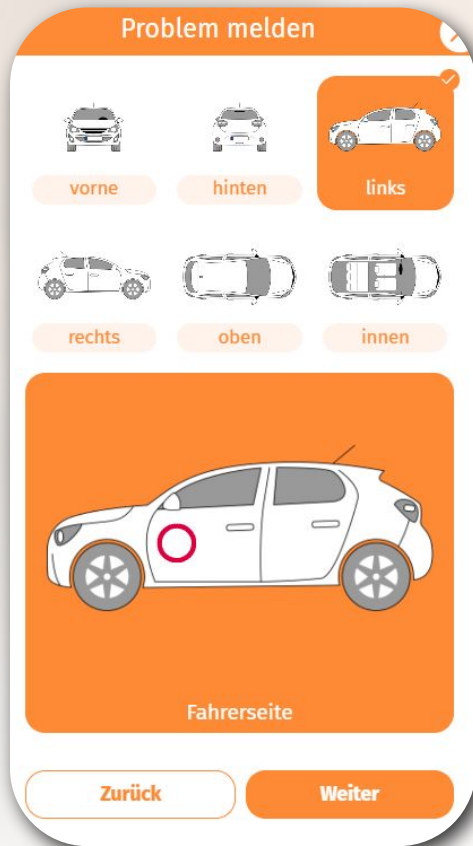 Problem melden
vorne
hinten
links
rechts
oben
innen
Fahrerseite
Zurück
Weiter